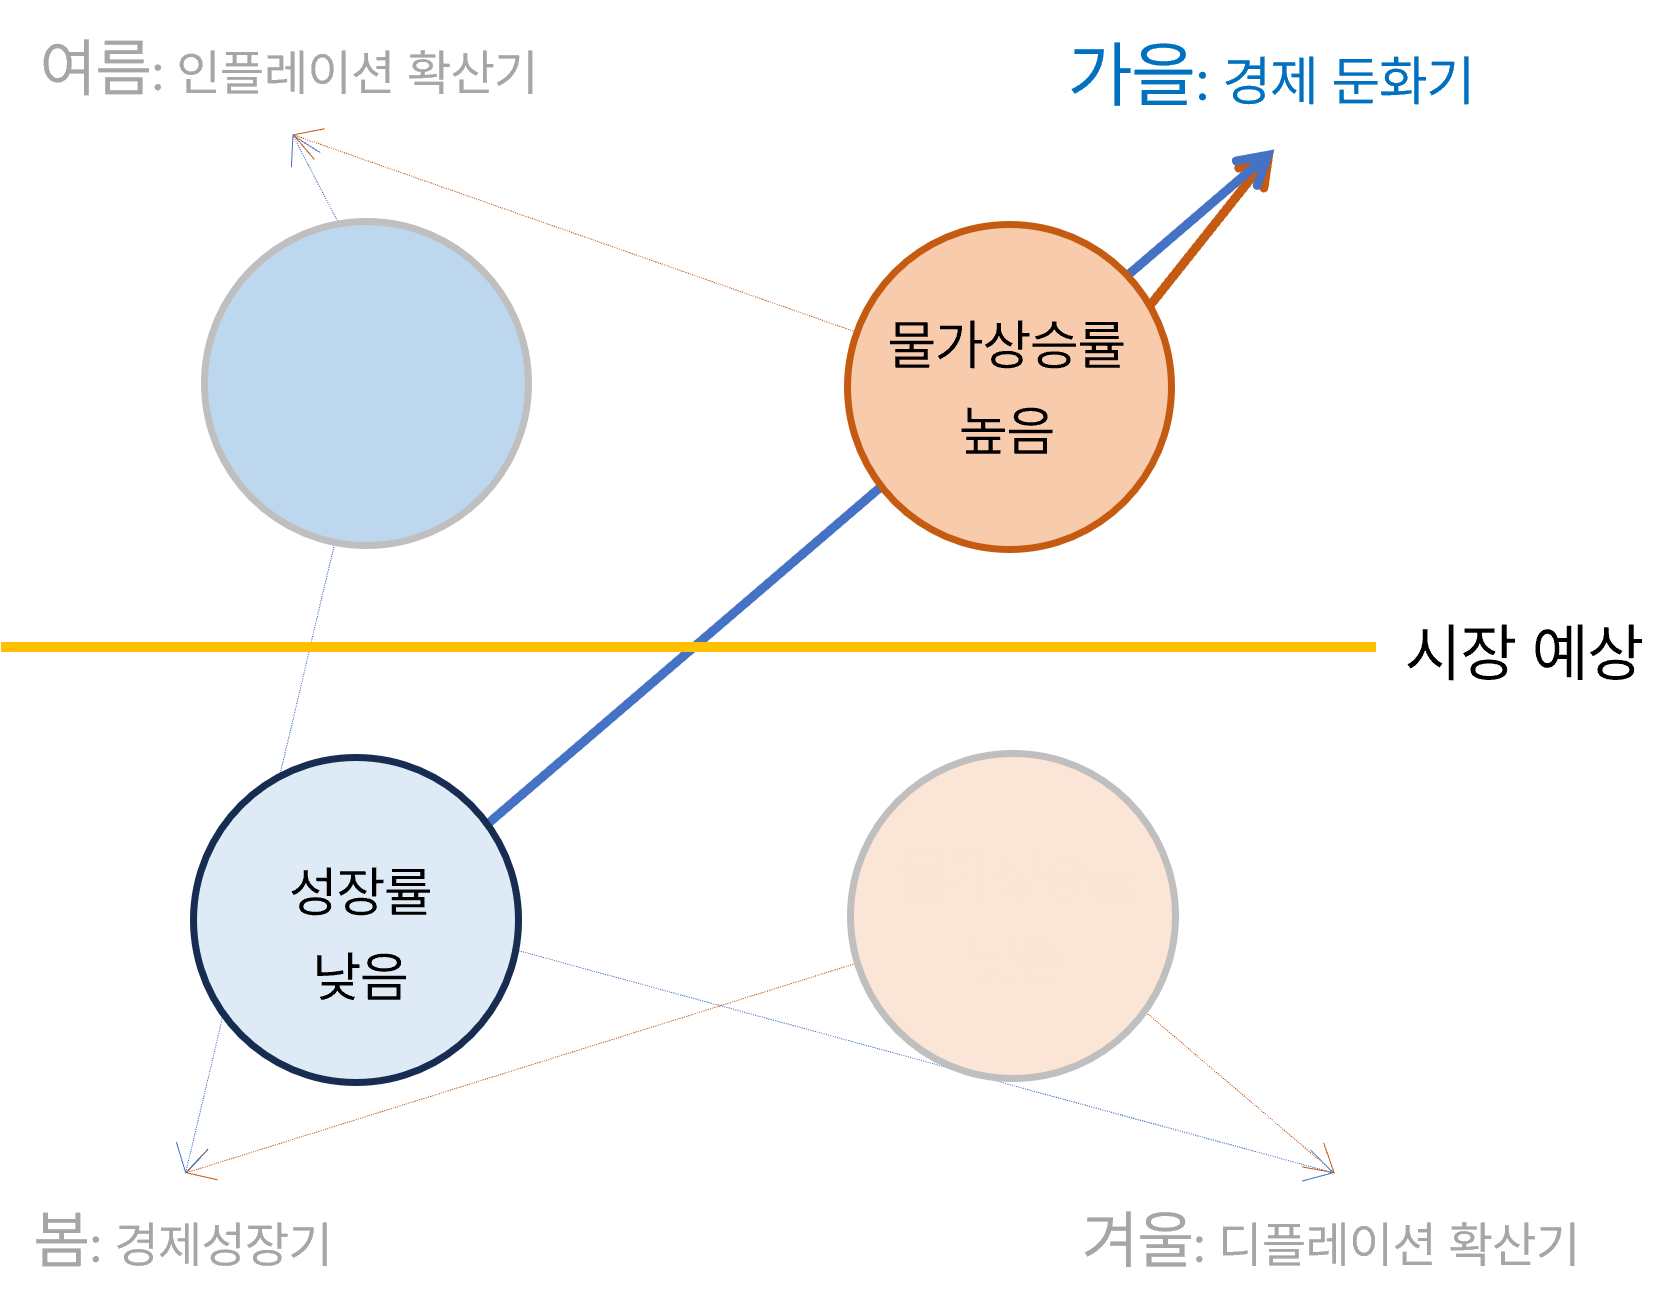 여름: 인플레이션 확산기
가을: 경제 둔화기
물가상승률
높음
시장 예상
성장률
낮음
봄: 경제성장기
겨울: 디플레이션 확산기